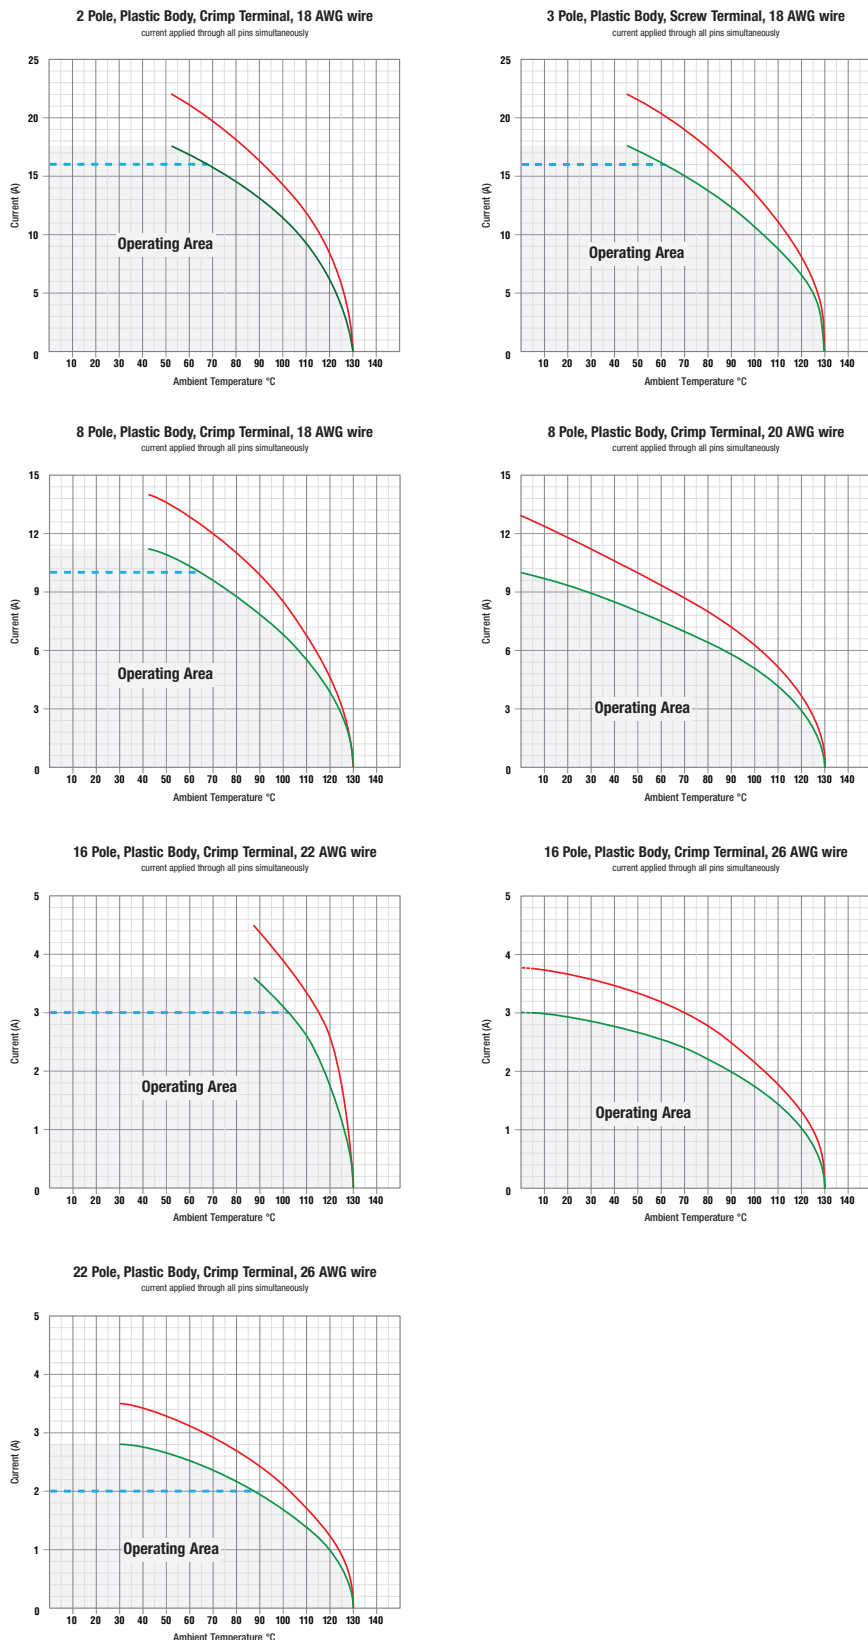 2 Pole, Plastic Body, Crimp Terminal, 18 AWG wire
current applied through all pins simultaneously
25
20
15
10
5
0
Current (A)
Operating Area
10 20 30 40 50 60 70 80 90 100 110 120 130 140
Ambient Temperature °C
3 Pole, Plastic Body, Screw Terminal, 18 AWG wire
current applied through all pins simultaneously
25
20
15
10
5
0
Current (A)
Operating Area
10 20 30 40 50 60 70 80 90 100 110 120 130 140
Ambient Temperature °C
8 Pole, Plastic Body, Crimp Terminal, 18 AWG wire
current applied through all pins simultaneously
15
12
9
6
3
0
Current (A)
Operating Area
10 20 30 40 50 60 70 80 90 100 110 120 130 140
Ambient Temperature °C
8 Pole, Plastic Body, Crimp Terminal, 20 AWG wire
current applied through all pins simultaneously
15
12
9
6
3
0
Current (A)
Operating Area
10 20 30 40 50 60 70 80 90 100 110 120 130 140
Ambient Temperature °C
16 Pole, Plastic Body, Crimp Terminal, 22 AWG wire
current applied through all pins simultaneously
5
4
3
2
1
0
Current (A)
Operating Area
10 20 30 40 50 60 70 80 90 100 110 120 130 140
Ambient Temperature °C
16 Pole, Plastic Body, Crimp Terminal, 26 AWG wire
current applied through all pins simultaneously
5
4
3
2
1
0
Current (A)
Operating Area
10 20 30 40 50 60 70 80 90 100 110 120 130 140
Ambient Temperature °C
22 Pole, Plastic Body, Crimp Terminal, 26 AWG wire
current applied through all pins simultaneously
5
4
3
2
1
0
Current (A)
Operating Area
10 20 30 40 50 60 70 80 90 100 110 120 130 140
Ambient Temperature °C